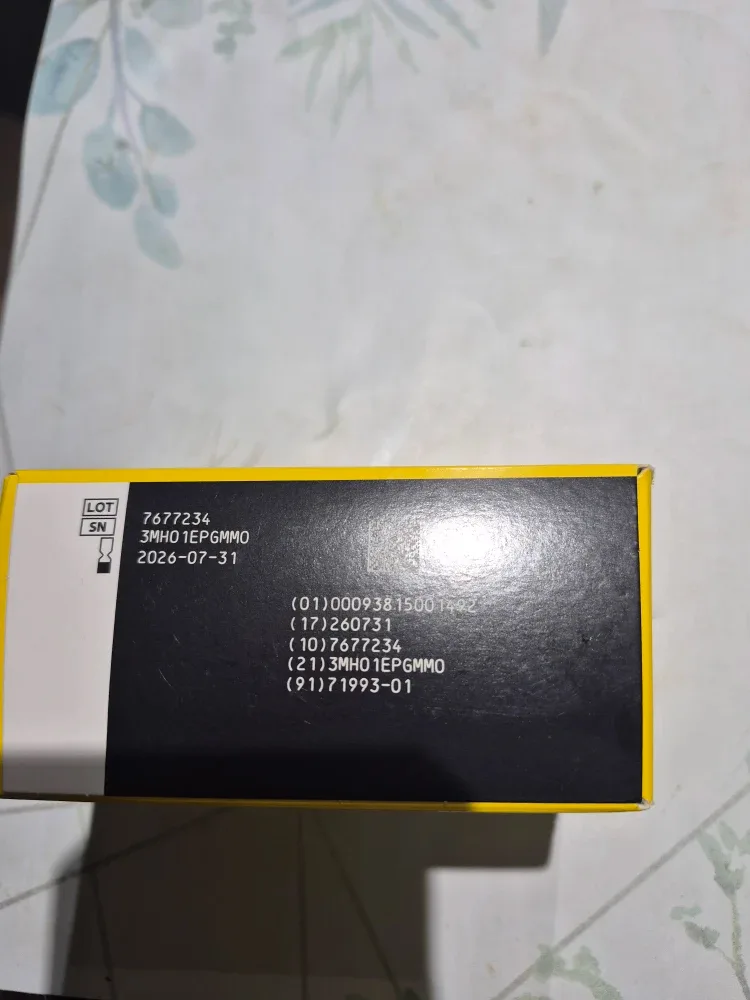 LOT
SN
7677234
3MH01EPGMM0
2026-07-31
(01)00093815001492
(17)260731
(10)7677234
(21)3MH01EPGMM0
(91)71993-01